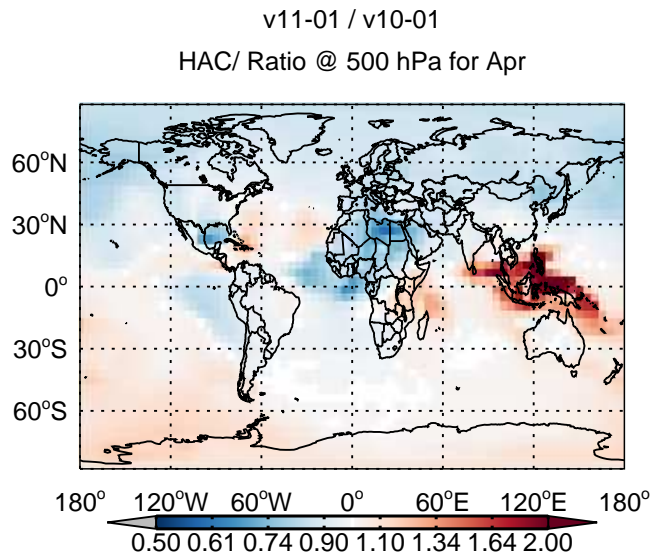 v11-01 / v10-01
HAC/ Ratio @ 500 hPa for Apr
60°N
30°N
0°
30°S
60°S
180° 120°W 60°W 0° 60°E 120°E 180°
0.50 0.61 0.74 0.90 1.10 1.34 1.64 2.00